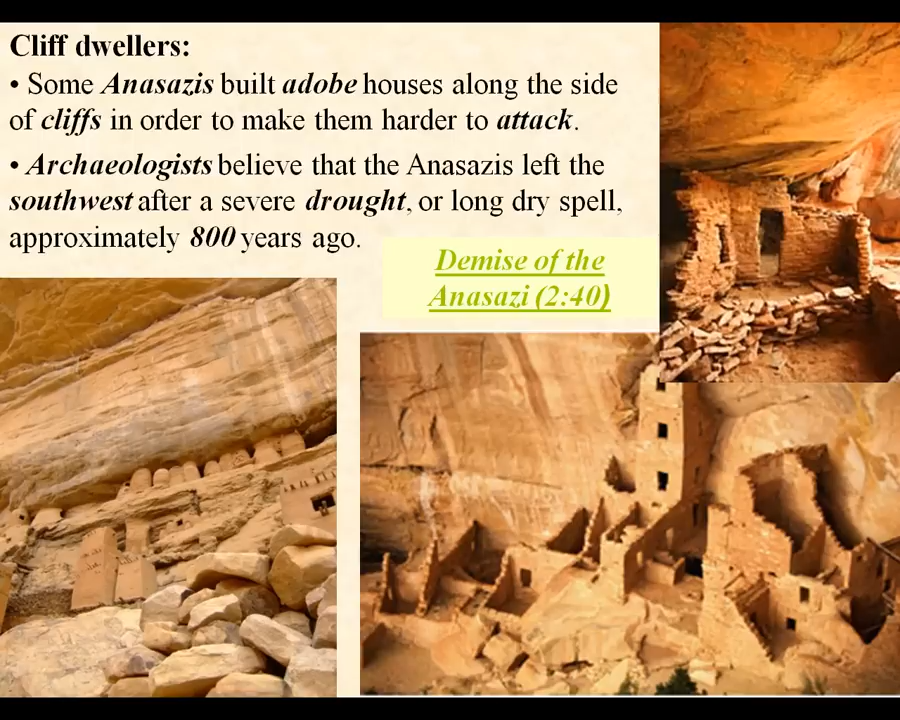 Cliff dwellers:
• Some Anasazis built adobe houses along the side
of cliffs in order to make them harder to attack.
• Archaeologists believe that the Anasazis left the
southwest after a severe drought, or long dry spell,
approximately 800 years ago.
Demise of the
Anasazi (2:40)